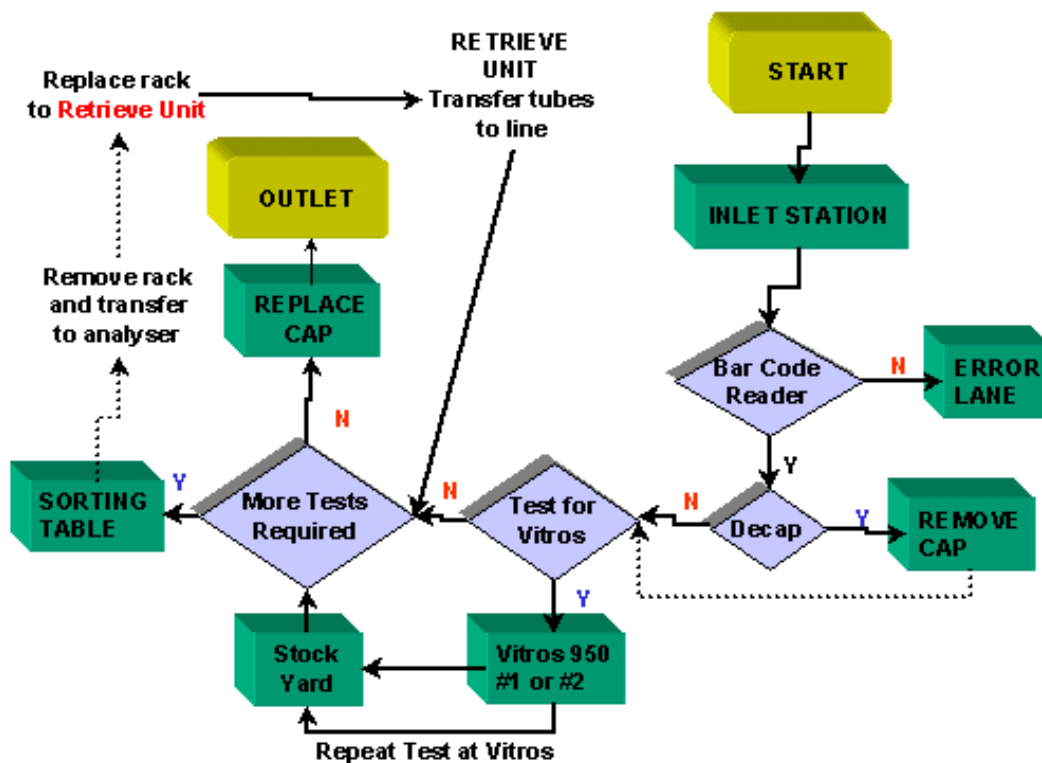 START
INLET STATION
Bar Code
Reader
N
ERROR
LANE
Y
Decap
Y
REMOVE
CAP
N
Test for
Vitros
Y
Vitros 950
#1 or #2
Repeat Test at Vitros
Stock
Yard
N
More Tests
Required
N
REPLACE
CAP
OUTLET
Y
SORTING
TABLE
Remove rack
and transfer
to analyser
Replace rack
to Retrieve Unit
RETRIEVE
UNIT
Transfer tubes
to line